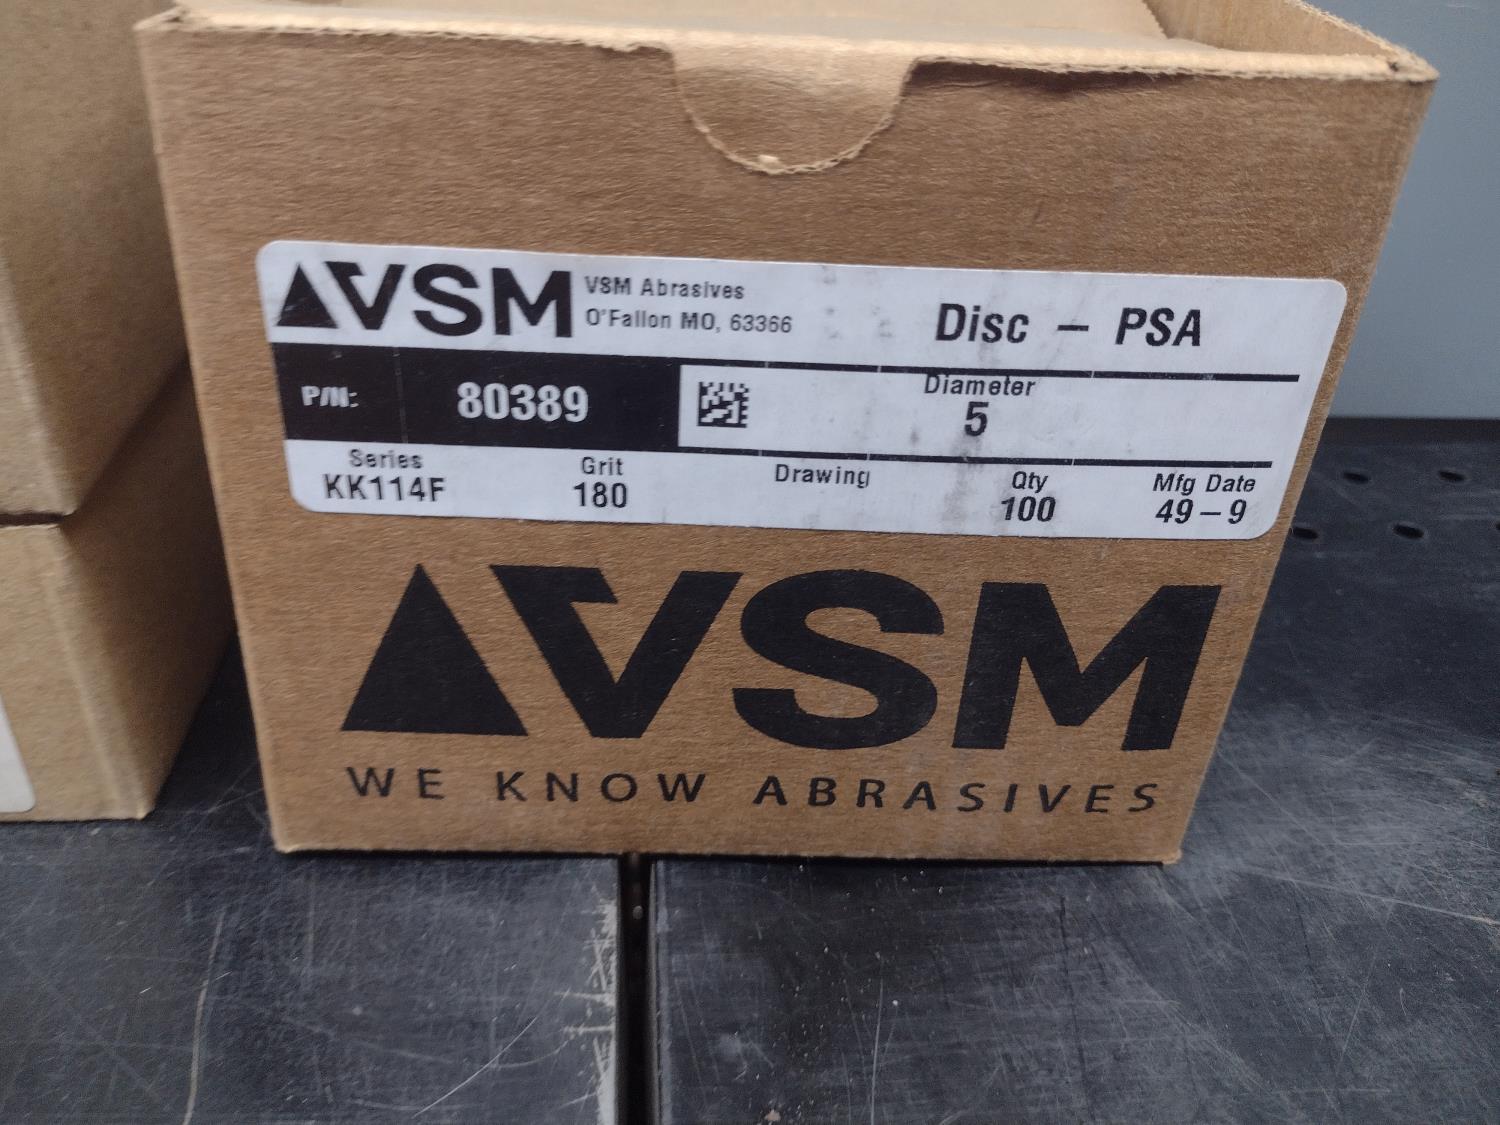 VSM
VSM Abrasives
O'Fallon MO, 63366
Disc – PSA
P/N:
80389
Diameter
5
Series
KK114F
Grit
180
Drawing
Qty
100
Mfg Date
49 – 9
VSM
WE KNOW ABRASIVES